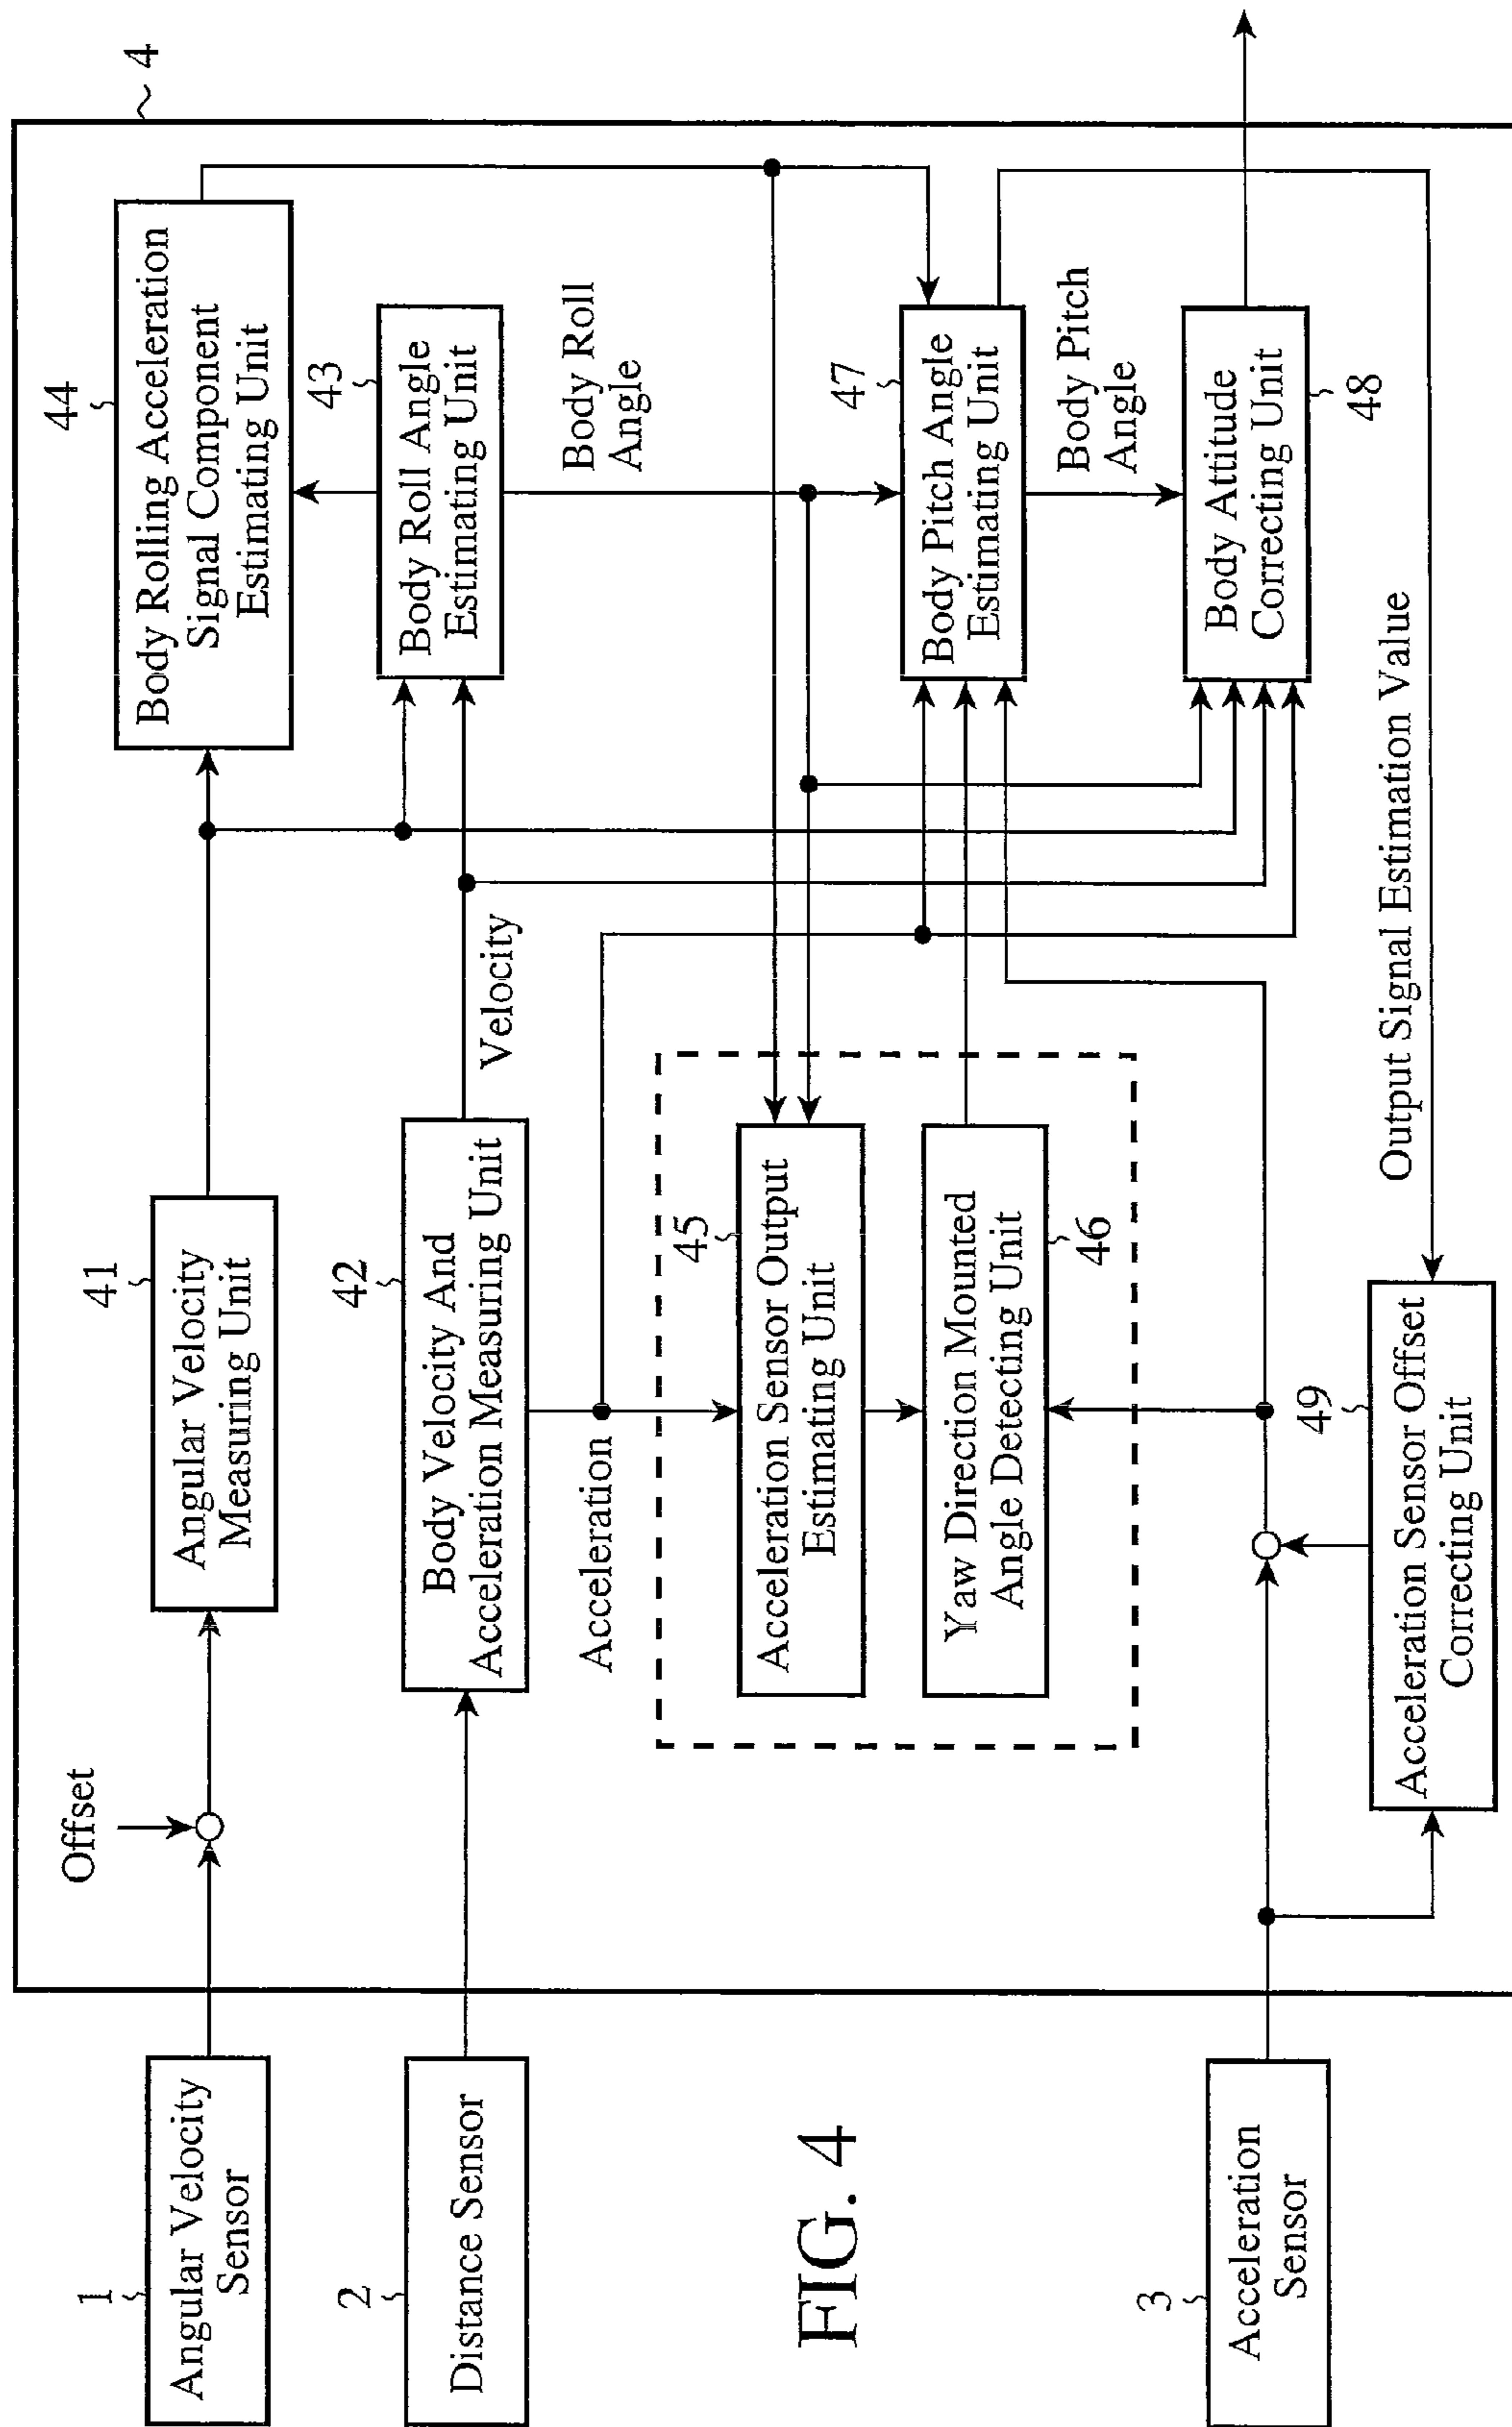 4
Offset
1
Angular Velocity
Sensor
41
Angular Velocity
Measuring Unit
44
Body Rolling Acceleration
Signal Component
Estimating Unit
2
Distance Sensor
42
Body Velocity And
Acceleration Measuring Unit
Velocity
43
Body Roll Angle
Estimating Unit
Acceleration
Body Roll
Angle
45
Acceleration Sensor Output
Estimating Unit
Yaw Direction Mounted
Angle Detecting Unit
46
47
Body Pitch Angle
Estimating Unit
Body Pitch
Angle
Body Attitude
Correcting Unit
48
3
Acceleration
Sensor
49
Acceleration Sensor Offset
Correcting Unit
Output Signal Estimation Value
FIG. 4